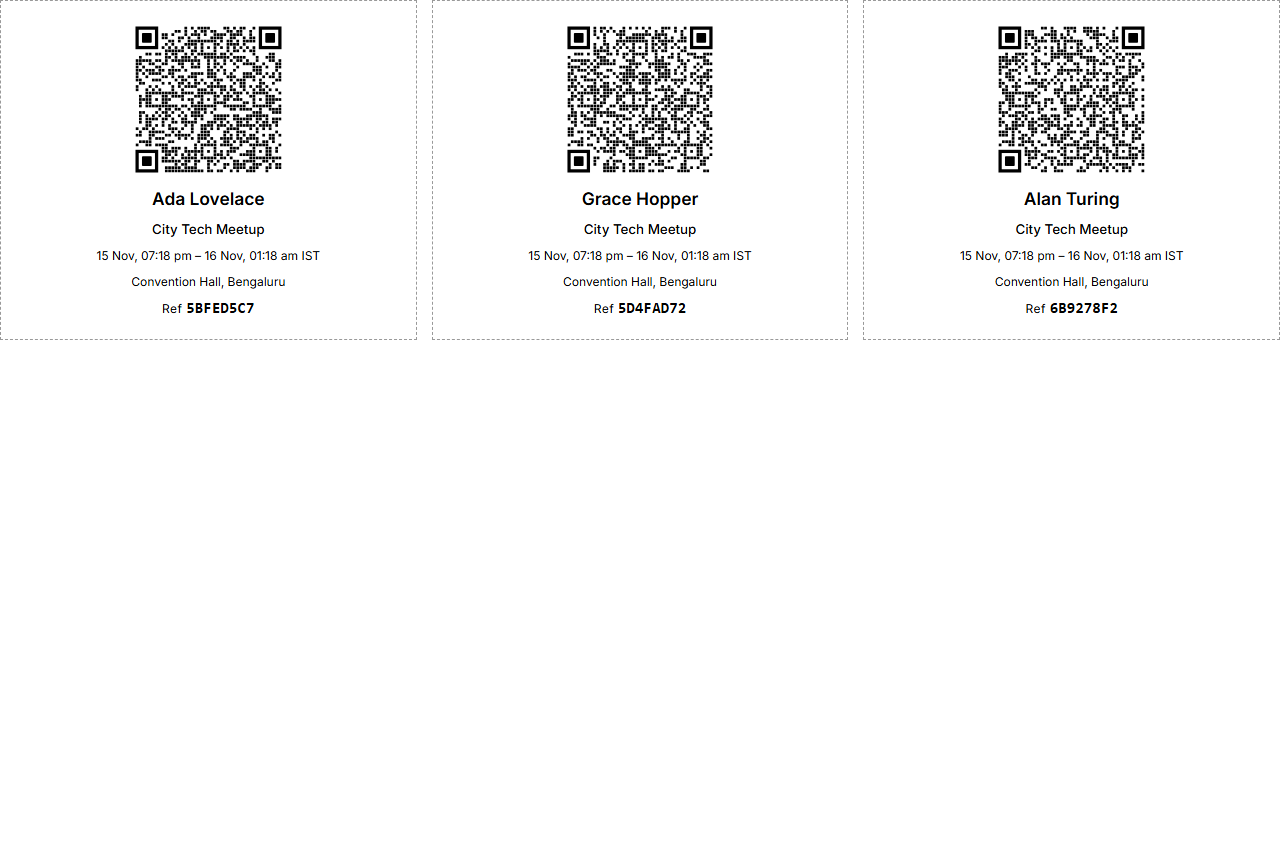 Ada Lovelace
City Tech Meetup
15 Nov, 07:18 pm – 16 Nov, 01:18 am IST
Convention Hall, Bengaluru
Ref 5BFED5C7
Grace Hopper
City Tech Meetup
15 Nov, 07:18 pm – 16 Nov, 01:18 am IST
Convention Hall, Bengaluru
Ref 5D4FAD72
Alan Turing
City Tech Meetup
15 Nov, 07:18 pm – 16 Nov, 01:18 am IST
Convention Hall, Bengaluru
Ref 6B9278F2